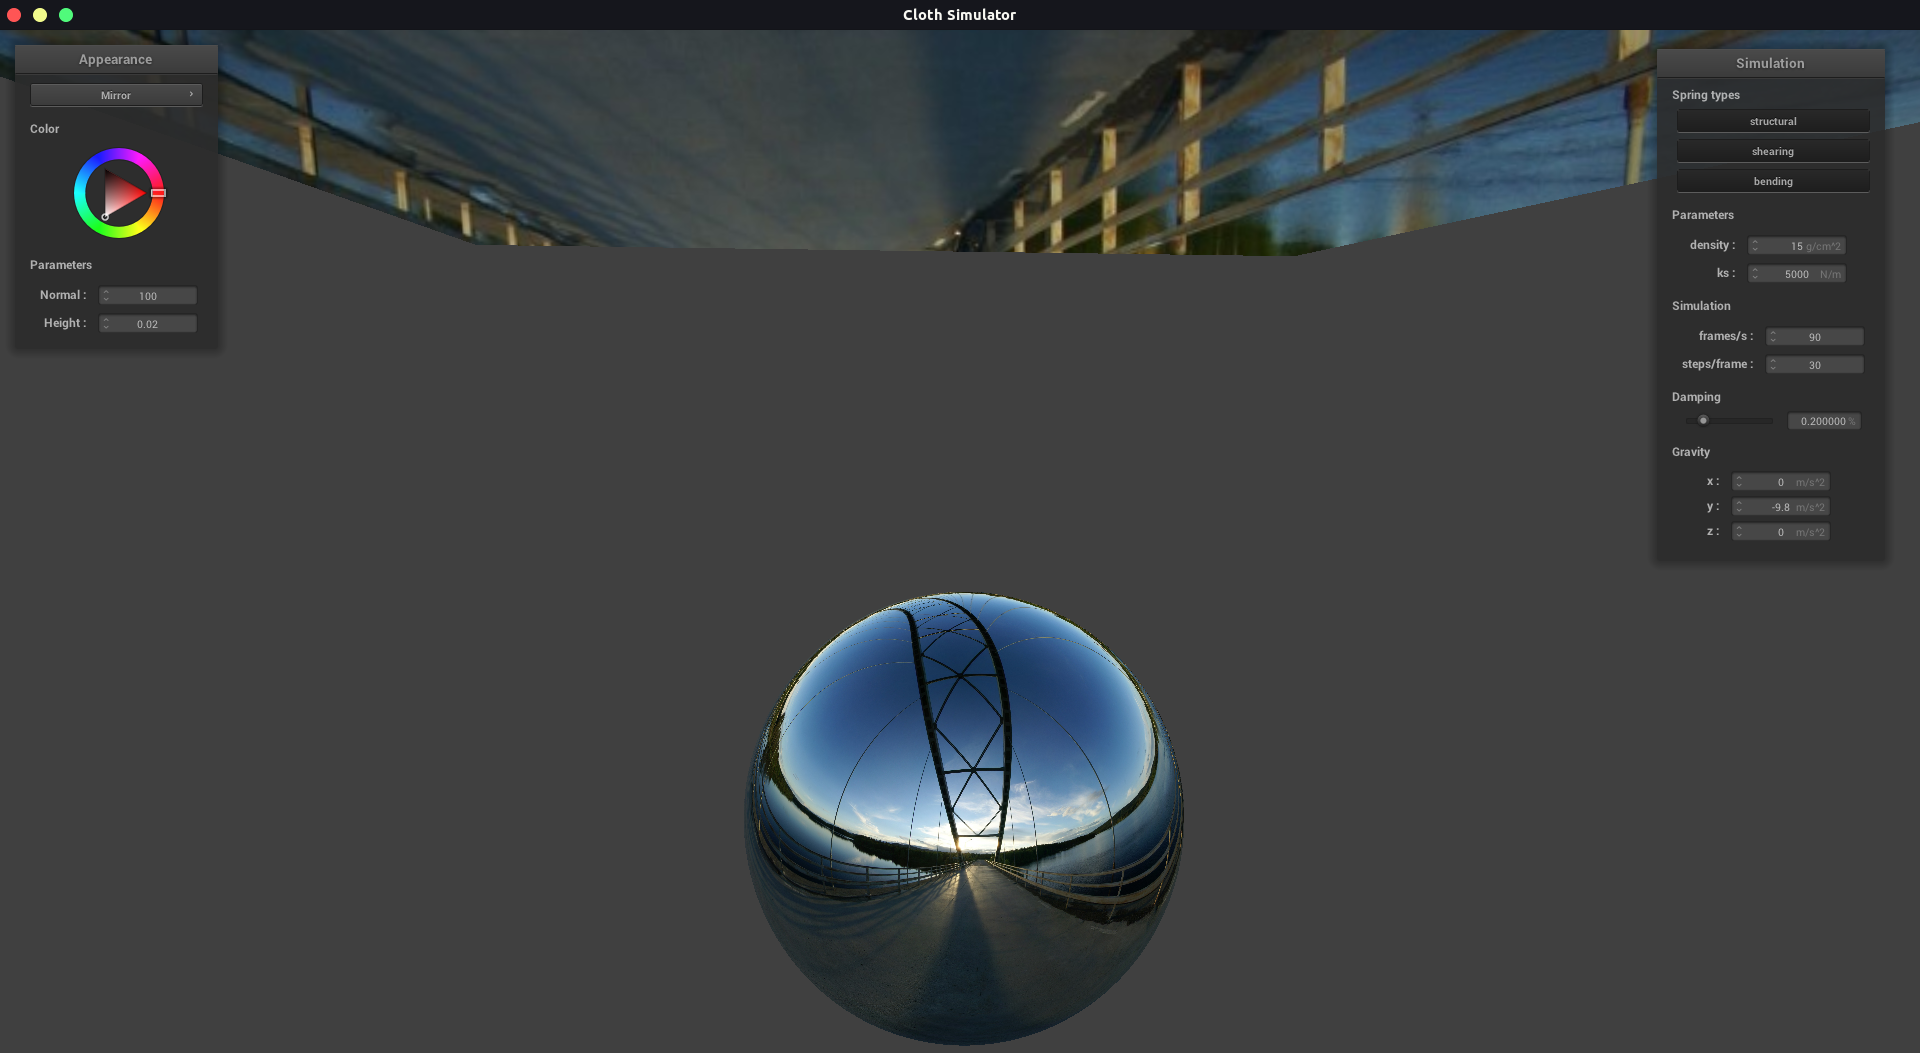 Cloth Simulator
Appearance
Mirror
Color
Parameters
Normal : 100
Height : 0.02
Simulation
Spring types
structural
shearing
bending
Parameters
density : 15 g/cm^2
ks : 5000 N/m
Simulation
frames/s : 90
steps/frame : 30
Damping
0.200000 %
Gravity
x : 0 m/s^2
y : -9.8 m/s^2
z : 0 m/s^2